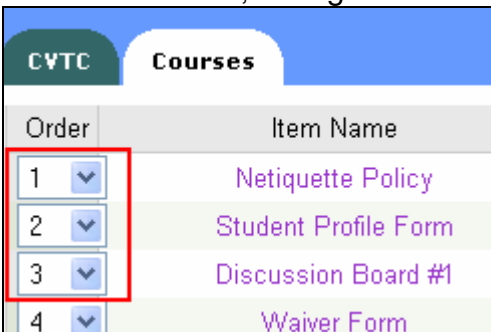 CVTC Courses
Order Item Name
1 Netiquette Policy
2 Student Profile Form
3 Discussion Board #1
4 Waiver Form